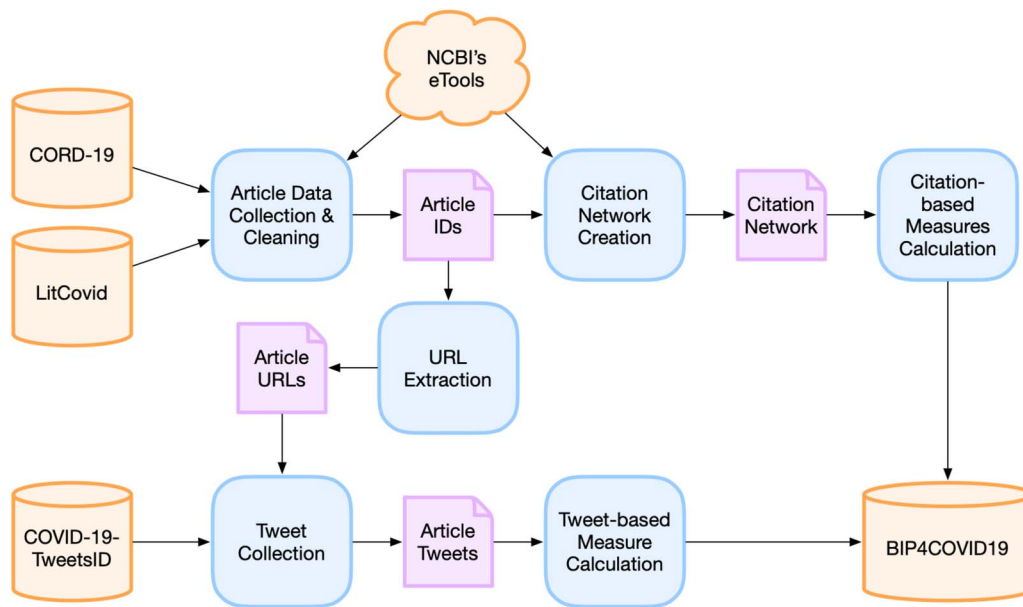 NCBI's
eTools
CORD-19
Article Data
Collection &
Cleaning
Article
IDs
Citation
Network
Creation
Citation
Network
Citation-
based
Measures
Calculation
LitCovid
Article
URLs
URL
Extraction
COVID-19-
TweetsID
Tweet
Collection
Article
Tweets
Tweet-based
Measure
Calculation
BIP4COVID19